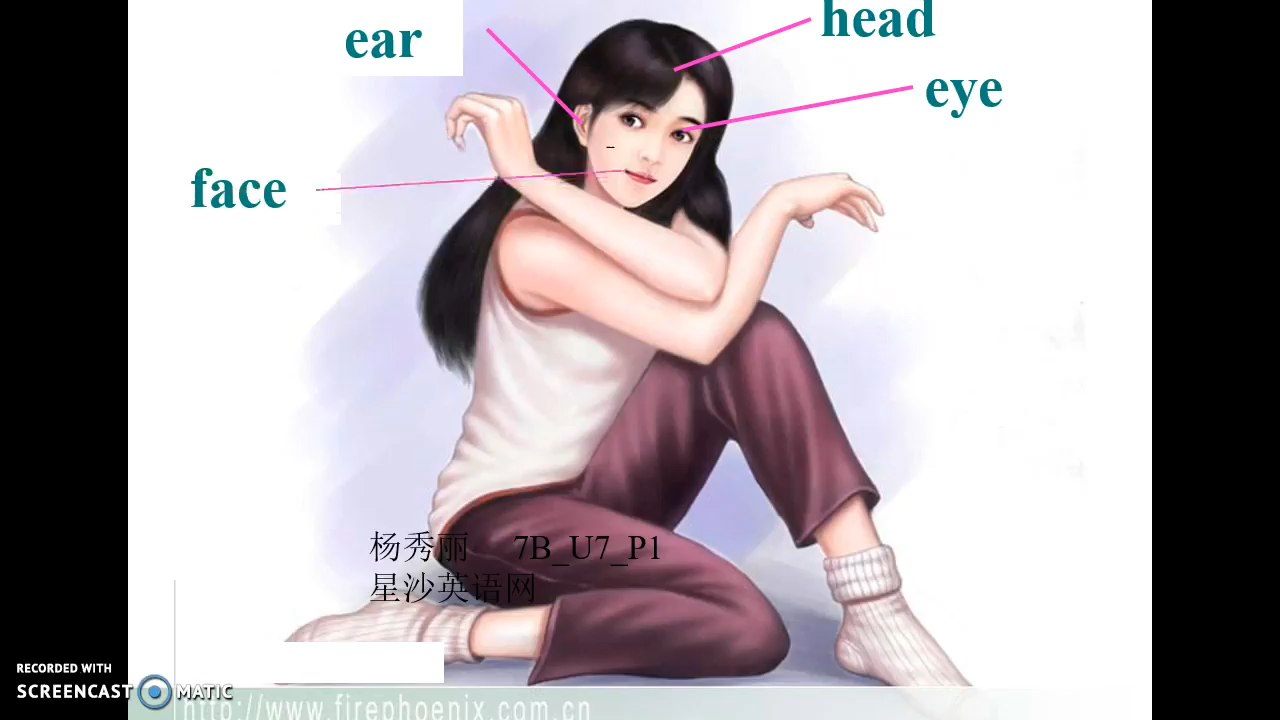 head
ear
eye
face
杨秀丽 7B_U7_P1
星沙英语网
RECORDED WITH
SCREENCAST MATIC
http://www.firephoenix.com.cn